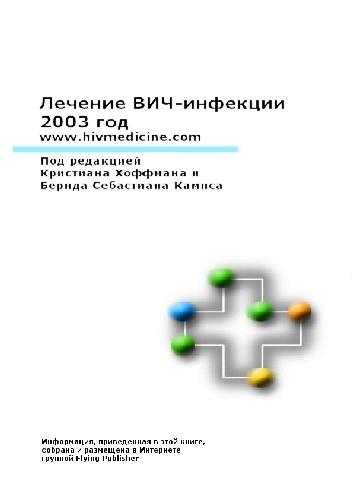 Лечение ВИЧ-инфекции
2003 год
www.hivmedicine.com
Под редакцией
Кристиана Хоффмана и
Бернда Себастиана Кампса
Информация, приведенная в этой книге,
собрана и размещена в Интернете
группой Flying Publisher